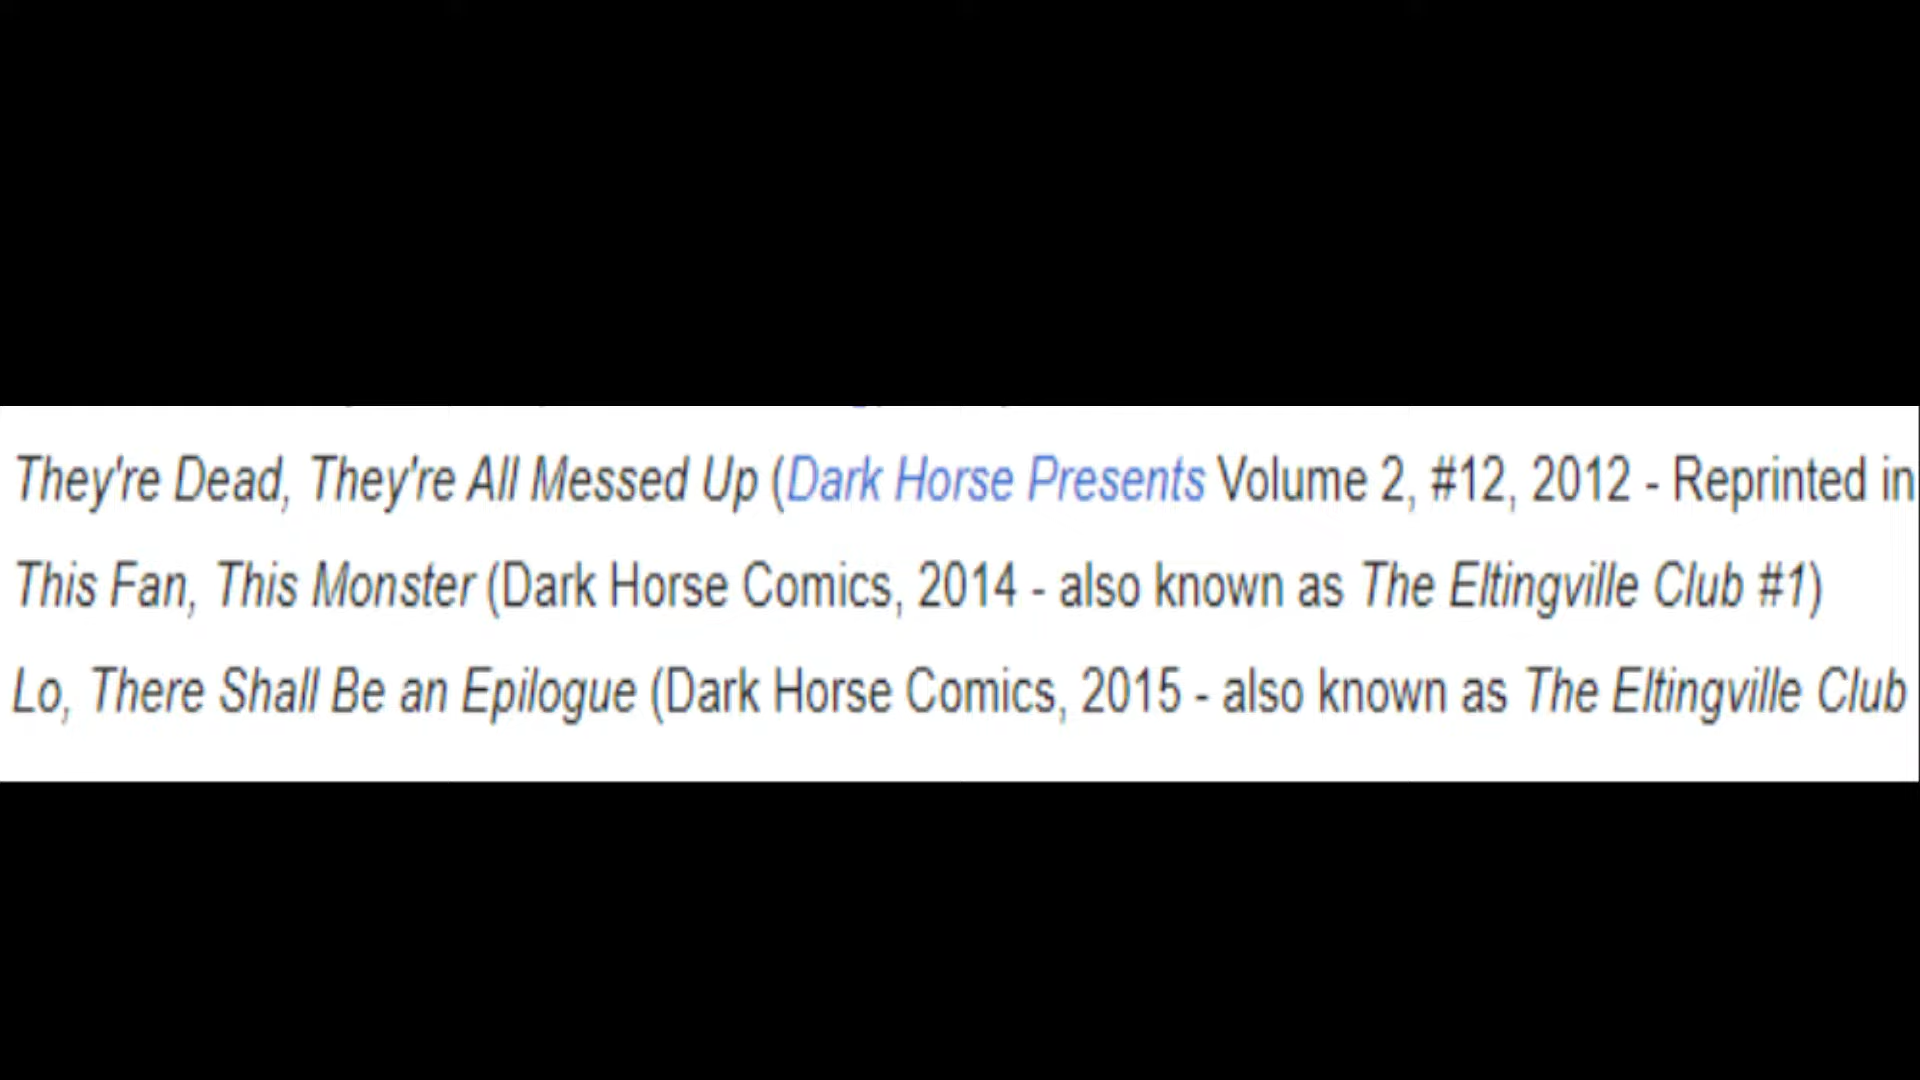 They're Dead, They're All Messed Up (Dark Horse Presents Volume 2, #12, 2012 - Reprinted in
This Fan, This Monster (Dark Horse Comics, 2014 - also known as The Eltingville Club #1)
Lo, There Shall Be an Epilogue (Dark Horse Comics, 2015 - also known as The Eltingville Club